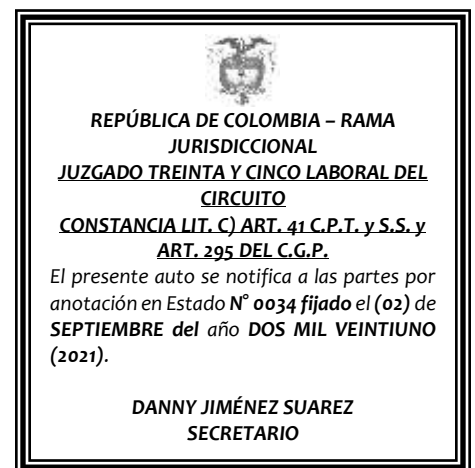 REPÚBLICA DE COLOMBIA – RAMA
JURISDICCIONAL
JUZGADO TREINTA Y CINCO LABORAL DEL
CIRCUITO
CONSTANCIA LIT. C) ART. 41 C.P.T. y S.S. y
ART. 295 DEL C.G.P.
El presente auto se notifica a las partes por
anotación en Estado N° 0034 fijado el (02) de
SEPTIEMBRE del año DOS MIL VEINTIUNO
(2021).
DANNY JIMÉNEZ SUAREZ
SECRETARIO